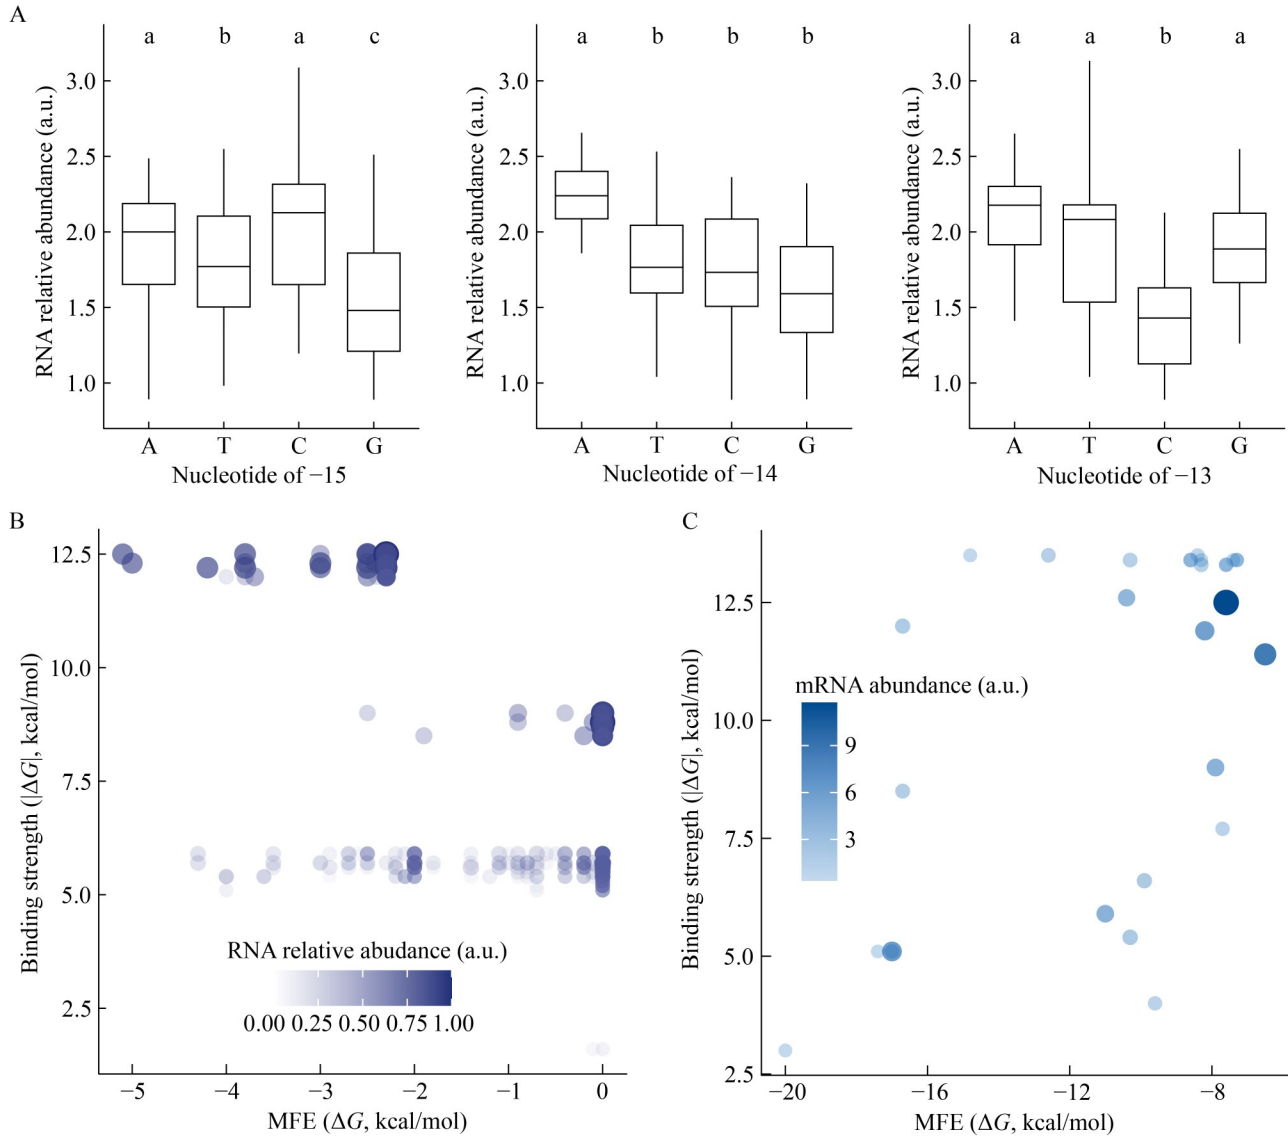 A
a b a c
3.0
2.5
2.0
1.5
1.0
RNA relative abundance (a.u.)
A T C G
Nucleotide of −15
a b b b
3.0
2.5
2.0
1.5
1.0
RNA relative abundance (a.u.)
A T C G
Nucleotide of −14
a a b a
3.0
2.5
2.0
1.5
1.0
RNA relative abundance (a.u.)
A T C G
Nucleotide of −13
B
12.5
10.0
7.5
5.0
2.5
Binding strength (|ΔG|, kcal/mol)
RNA relative abudance (a.u.)
0.00 0.25 0.50 0.75 1.00
−5 −4 −3 −2 −1 0
MFE (ΔG, kcal/mol)
C
12.5
10.0
7.5
5.0
2.5
Binding strength (|ΔG|, kcal/mol)
mRNA abundance (a.u.)
9
6
3
−20 −16 −12 −8
MFE (ΔG, kcal/mol)